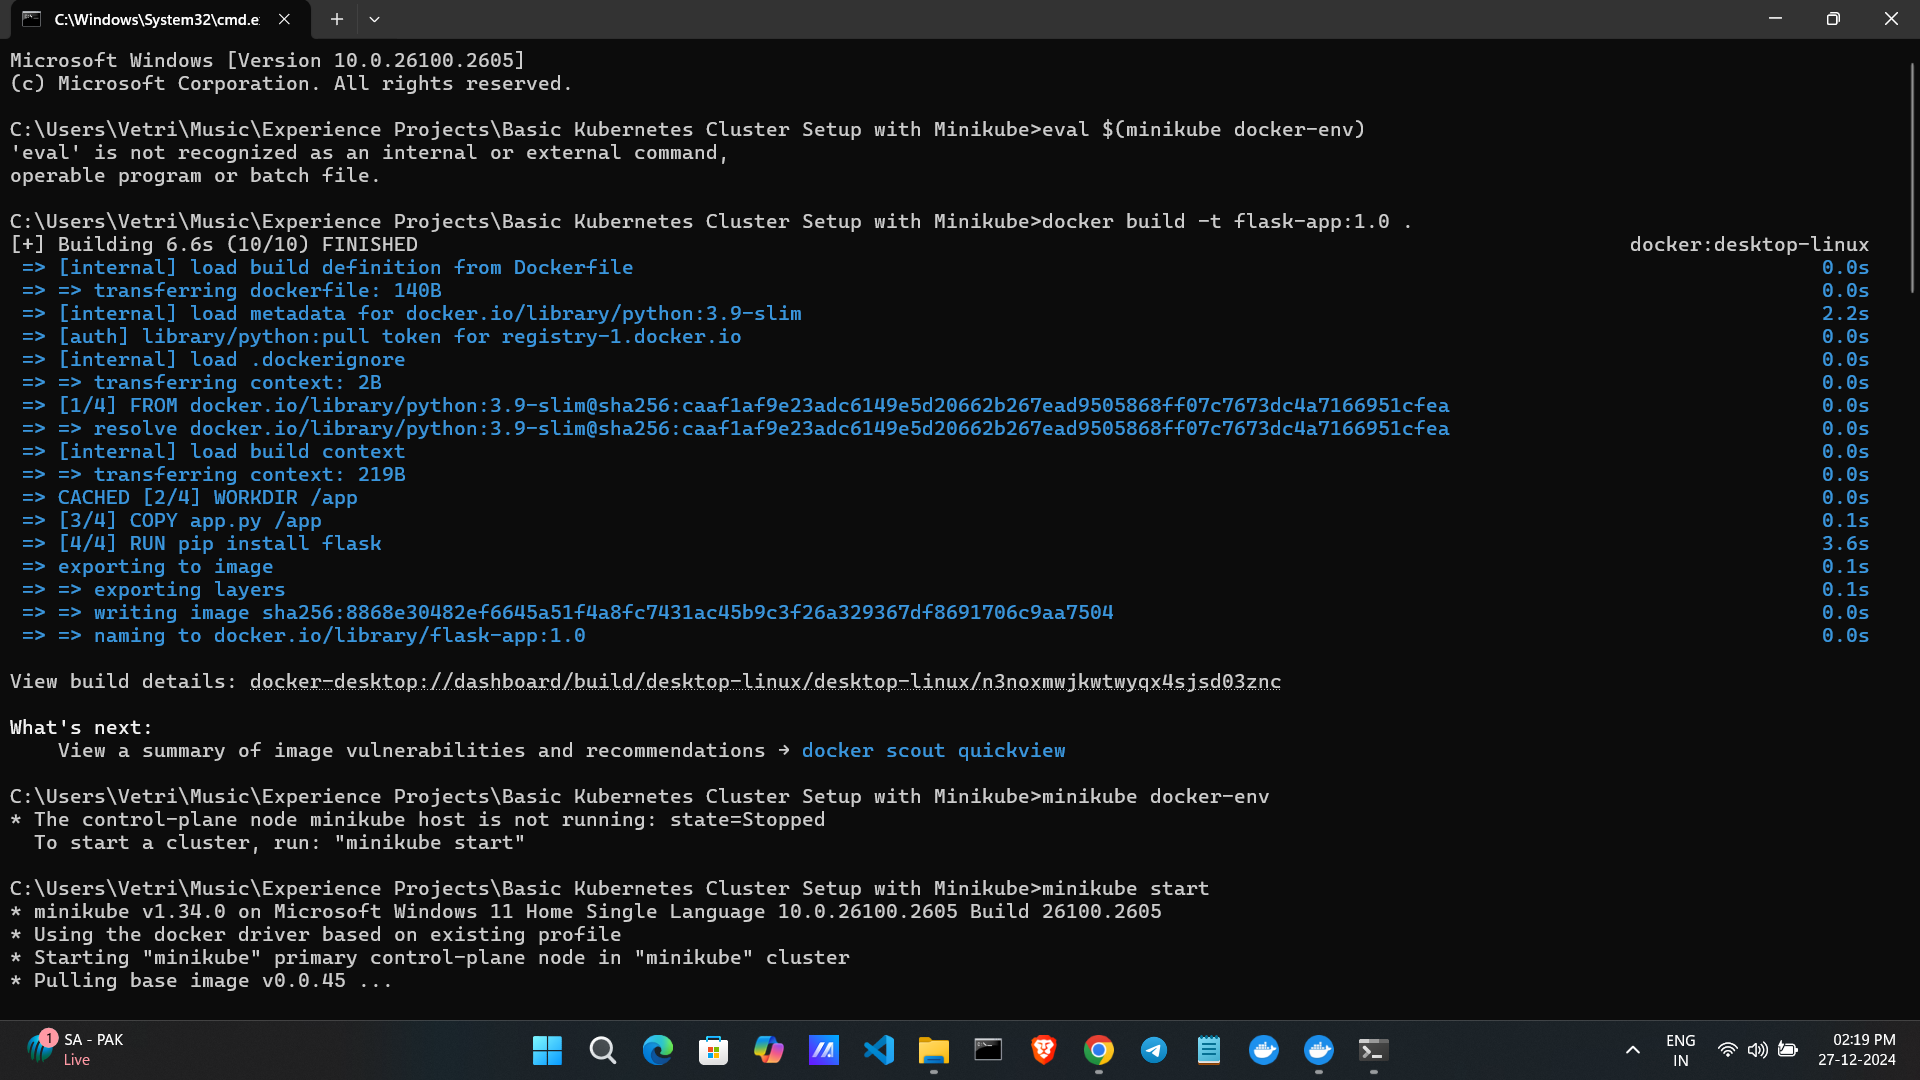 C:\Windows\System32\cmd.e
Microsoft Windows [Version 10.0.26100.2605]
(c) Microsoft Corporation. All rights reserved.
C:\Users\Vetri\Music\Experience Projects\Basic Kubernetes Cluster Setup with Minikube>eval $(minikube docker-env)
'eval' is not recognized as an internal or external command,
operable program or batch file.
C:\Users\Vetri\Music\Experience Projects\Basic Kubernetes Cluster Setup with Minikube>docker build -t flask-app:1.0 .
[+] Building 6.6s (10/10) FINISHED docker:desktop-linux
=> [internal] load build definition from Dockerfile 0.0s
=> => transferring dockerfile: 140B 0.0s
=> [internal] load metadata for docker.io/library/python:3.9-slim 2.2s
=> [auth] library/python:pull token for registry-1.docker.io 0.0s
=> [internal] load .dockerignore 0.0s
=> => transferring context: 2B 0.0s
=> [1/4] FROM docker.io/library/python:3.9-slim@sha256:caaf1af9e23adc6149e5d20662b267ead9505868ff07c7673dc4a7166951cfea 0.0s
=> => resolve docker.io/library/python:3.9-slim@sha256:caaf1af9e23adc6149e5d20662b267ead9505868ff07c7673dc4a7166951cfea 0.0s
=> [internal] load build context 0.0s
=> => transferring context: 219B 0.0s
=> CACHED [2/4] WORKDIR /app 0.0s
=> [3/4] COPY app.py /app 0.1s
=> [4/4] RUN pip install flask 3.6s
=> exporting to image 0.1s
=> => exporting layers 0.1s
=> => writing image sha256:8868e30482ef6645a51f4a8fc7431ac45b9c3f26a329367df8691706c9aa7504 0.0s
=> => naming to docker.io/library/flask-app:1.0 0.0s
View build details: docker-desktop://dashboard/build/desktop-linux/desktop-linux/n3noxmwjkwtwyqx4sjsd03znc
What's next:
View a summary of image vulnerabilities and recommendations → docker scout quickview
C:\Users\Vetri\Music\Experience Projects\Basic Kubernetes Cluster Setup with Minikube>minikube docker-env
* The control-plane node minikube host is not running: state=Stopped
To start a cluster, run: "minikube start"
C:\Users\Vetri\Music\Experience Projects\Basic Kubernetes Cluster Setup with Minikube>minikube start
* minikube v1.34.0 on Microsoft Windows 11 Home Single Language 10.0.26100.2605 Build 26100.2605
* Using the docker driver based on existing profile
* Starting "minikube" primary control-plane node in "minikube" cluster
* Pulling base image v0.0.45 ...
1
SA - PAK
Live
ENG
IN
02:19 PM
27-12-2024